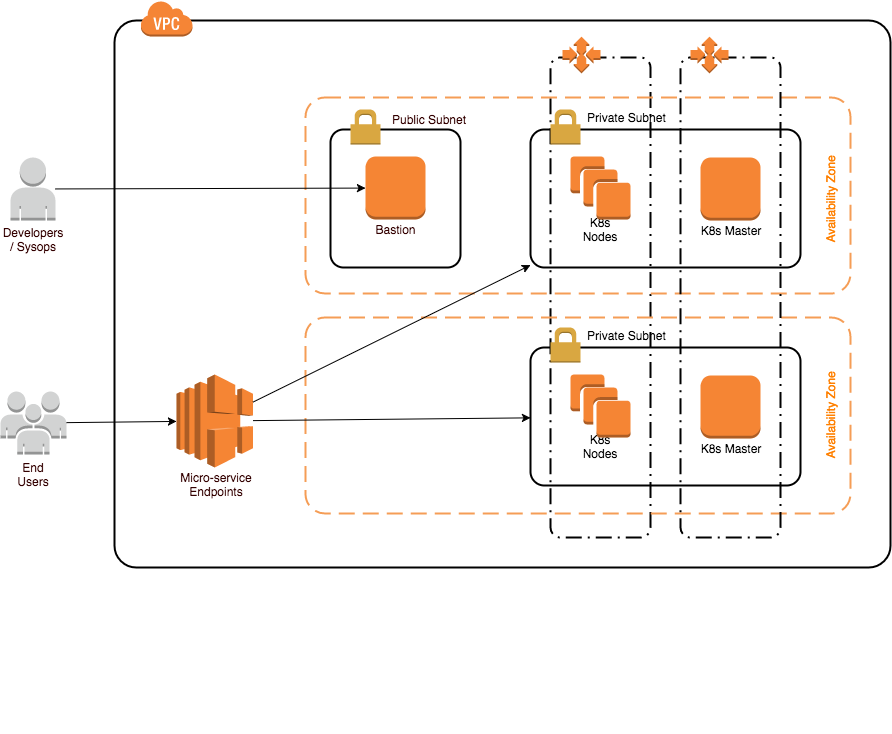 VPC
Public Subnet
Private Subnet
Developers
/ Sysops
Bastion
K8s
Nodes
K8s Master
Availability Zone
Private Subnet
End
Users
Micro-service
Endpoints
K8s
Nodes
K8s Master
Availability Zone